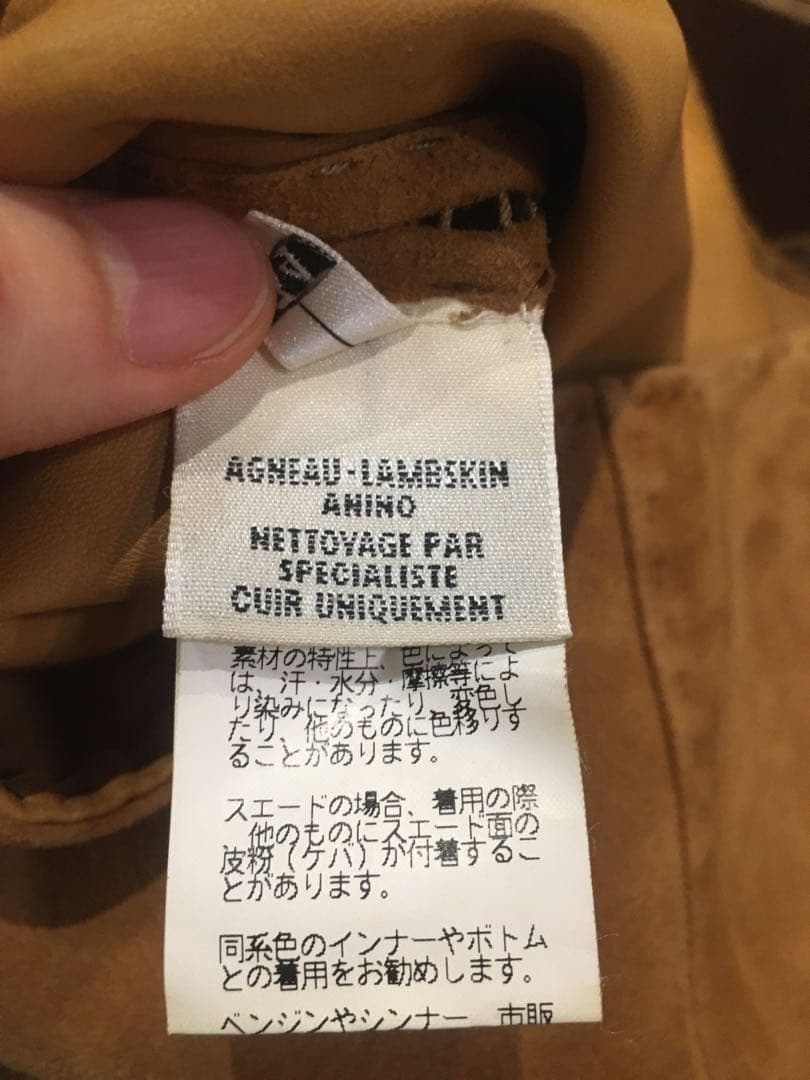 AGNEAU-LAMBSKIN
ANINO
NETTOYAGE PAR
SPECIALISTE
CUIR UNIQUEMENT
素材の特性上、色によって
は、汗・水分・摩擦等によ
り染みになったり、変色し
たり、他のものに色移りす
ることがあります。
スエードの場合、着用の際
他のものにスエード面の
皮粉(ケバ)が付着するこ
とがあります。
同系色のインナーやボトム
との着用をお勧めします。
ベンジンやシンナー 市販